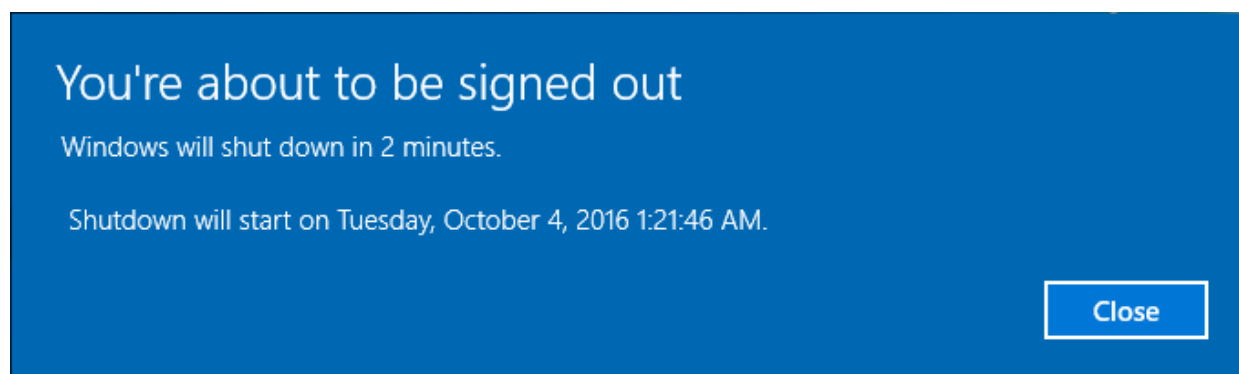 You're about to be signed out
Windows will shut down in 2 minutes.
Shutdown will start on Tuesday, October 4, 2016 1:21:46 AM.
Close